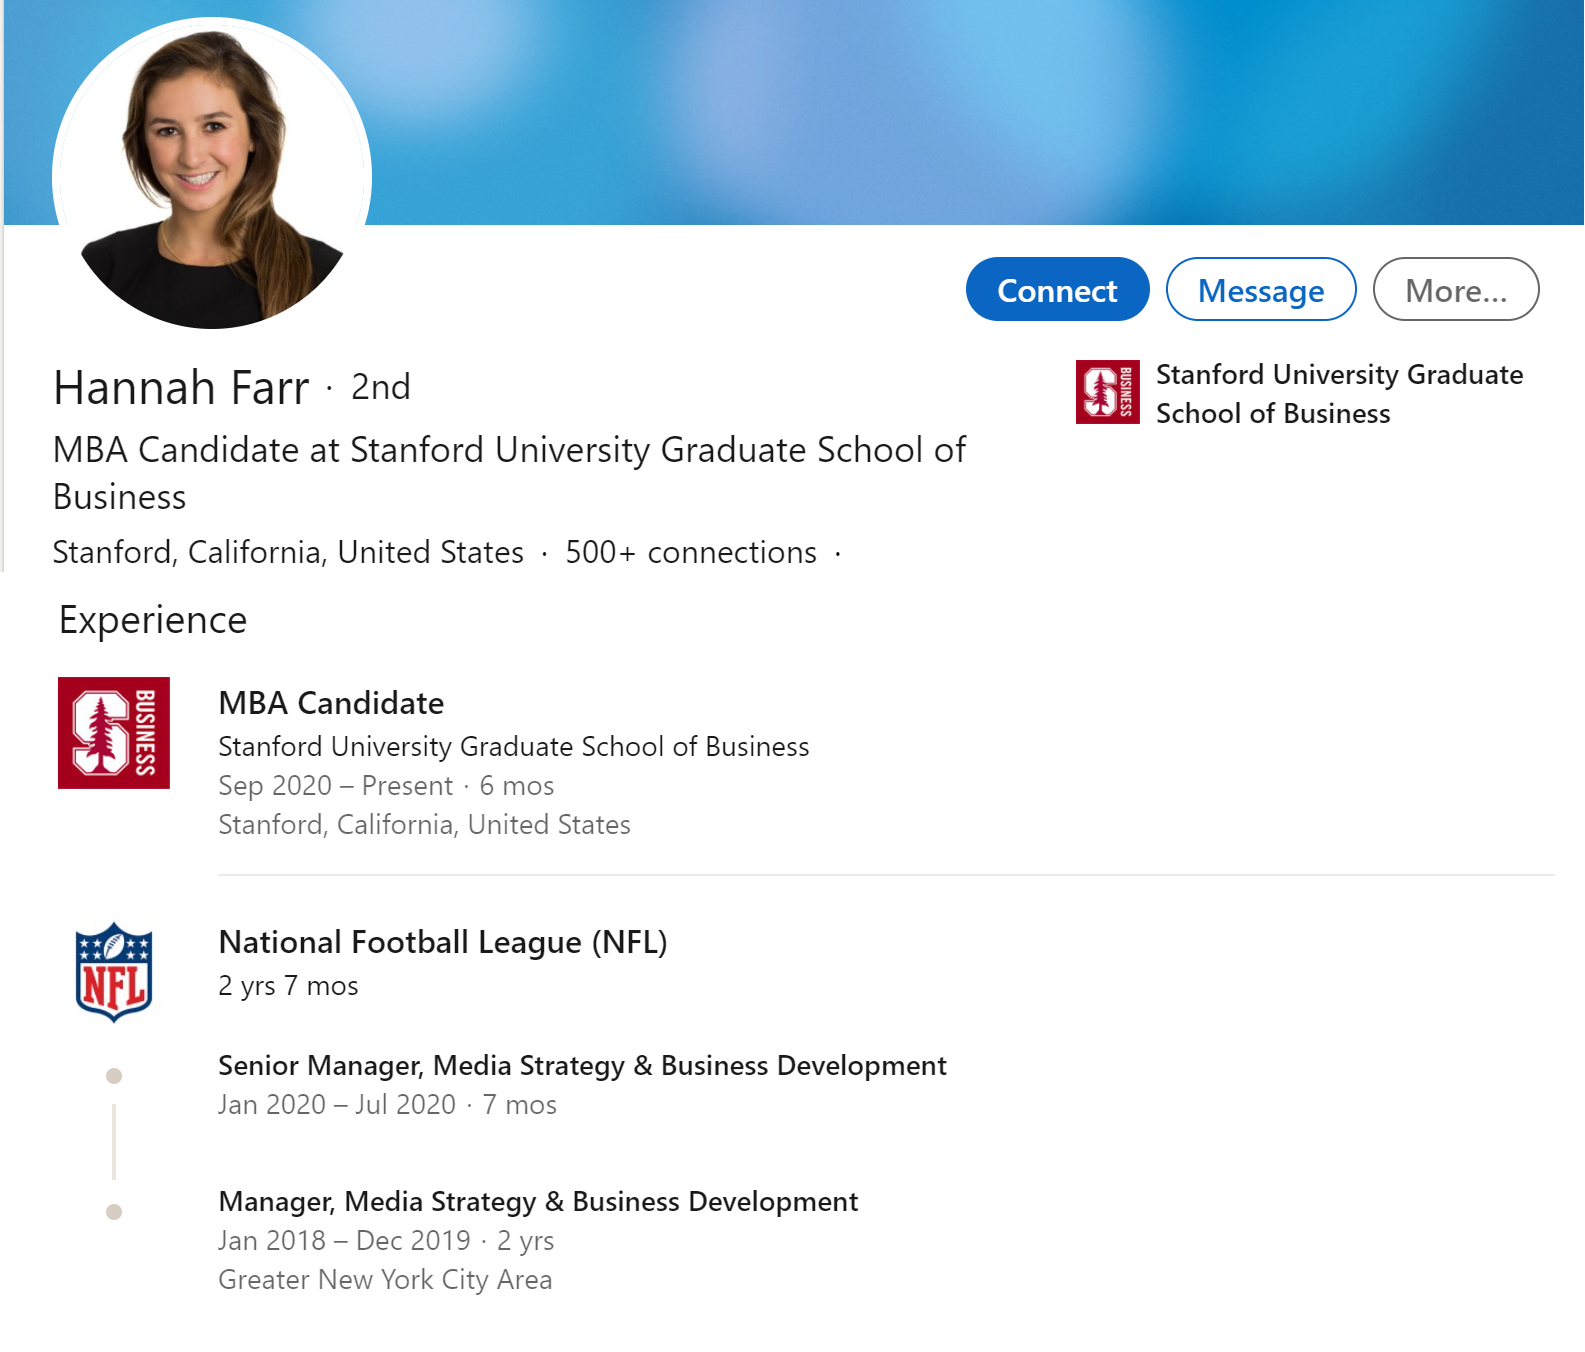 Connect
Message
More...
Hannah Farr · 2nd
BUSINESS
Stanford University Graduate
School of Business
MBA Candidate at Stanford University Graduate School of
Business
Stanford, California, United States · 500+ connections ·
Experience
S BUSINESS
MBA Candidate
Stanford University Graduate School of Business
Sep 2020 – Present · 6 mos
Stanford, California, United States
NFL
National Football League (NFL)
2 yrs 7 mos
Senior Manager, Media Strategy & Business Development
Jan 2020 – Jul 2020 · 7 mos
Manager, Media Strategy & Business Development
Jan 2018 – Dec 2019 · 2 yrs
Greater New York City Area